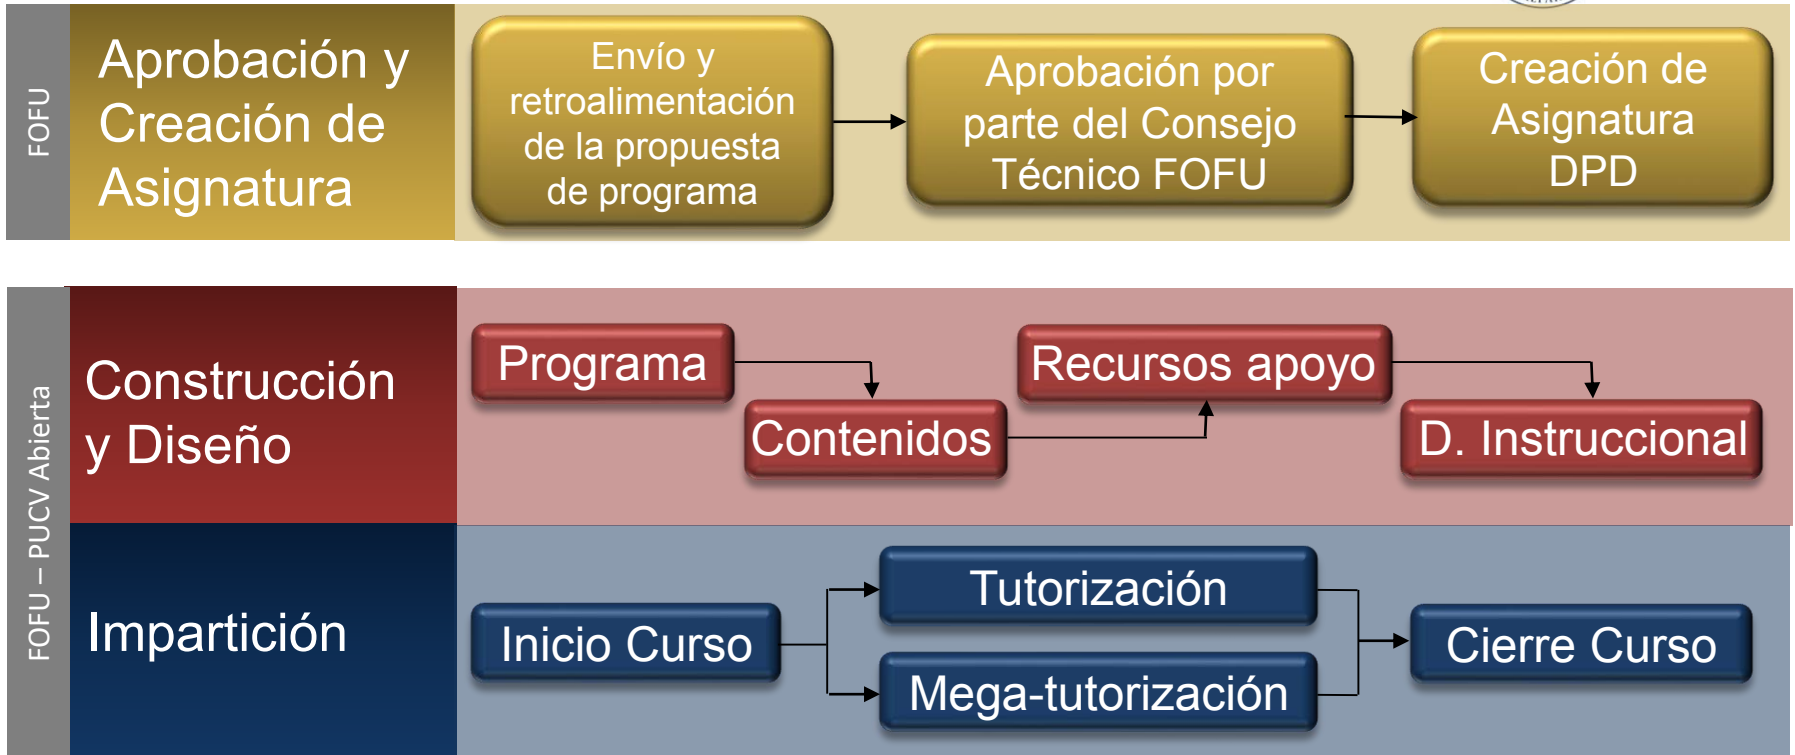 FOFU
Aprobación y
Creación de
Asignatura
Envío y
retroalimentación
de la propuesta
de programa
Aprobación por
parte del Consejo
Técnico FOFU
Creación de
Asignatura
DPD
FOFU – PUCV Abierta
Construcción
y Diseño
Programa
Contenidos
Recursos apoyo
D. Instruccional
Impartición
Inicio Curso
Tutorización
Mega-tutorización
Cierre Curso